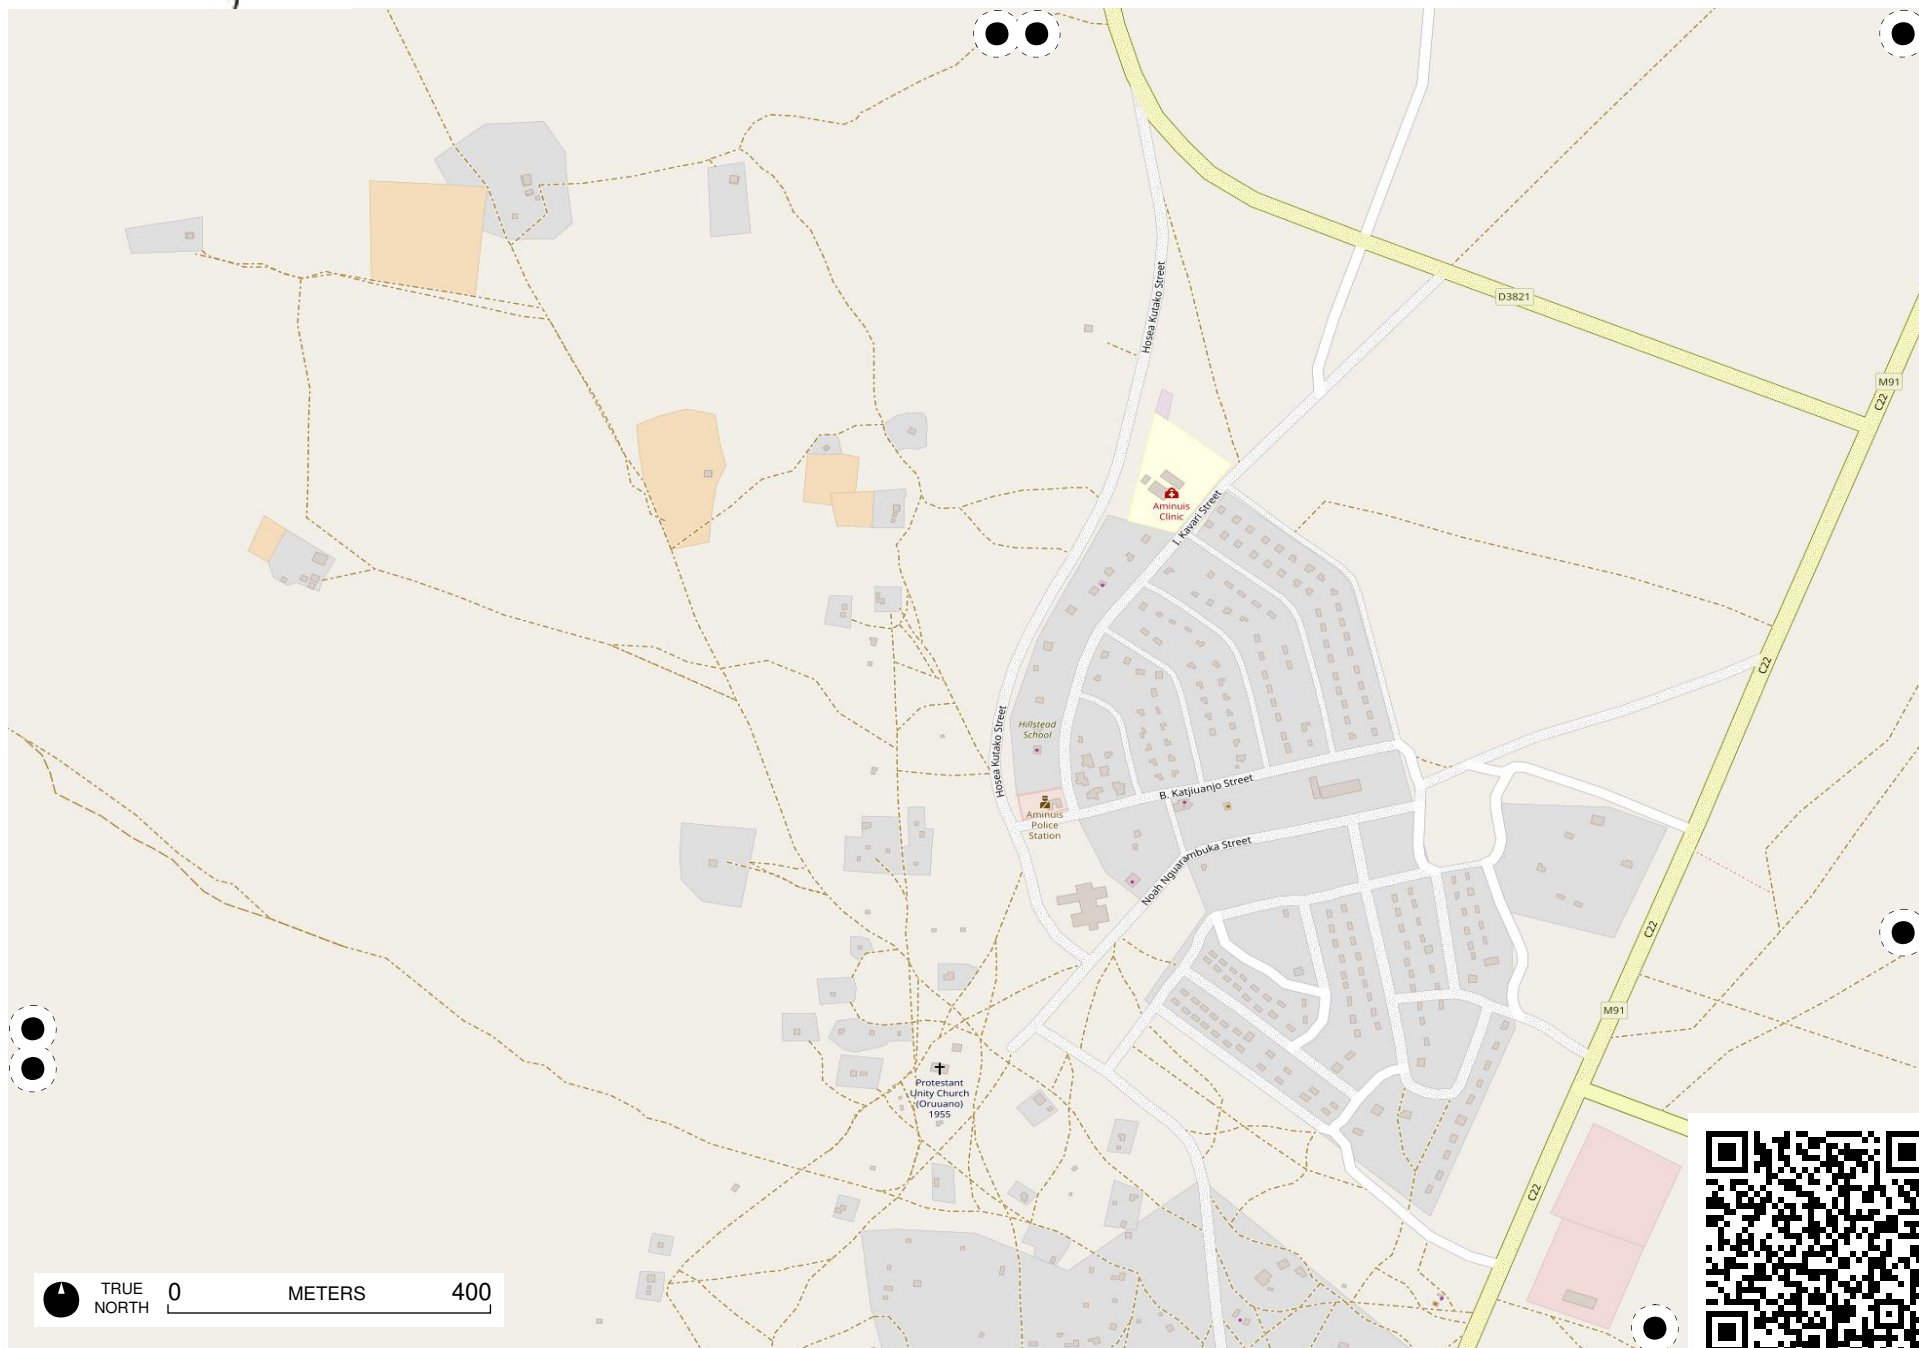 Hosea Kutako Street
D3821
M91
C22
Aminuis
Clinic
I. Kavari Street
C22
Hillstead
School
Hosea Kutako Street
B. Katjiuanjo Street
Aminuis
Police
Station
Noah Nguarambuka Street
C22
M91
Protestant
Unity Church
(Oruuano)
1955
C22
TRUE
NORTH
0 METERS 400